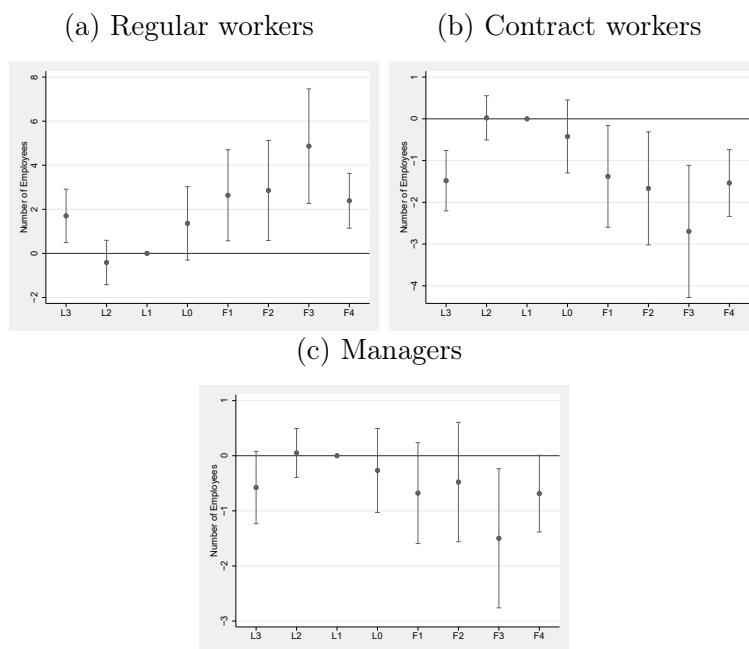 (a) Regular workers
Number of Employees
8
6
4
2
0
−2
L3 L2 L1 L0 F1 F2 F3 F4
(b) Contract workers
Number of Employees
1
0
−1
−2
−3
−4
L3 L2 L1 L0 F1 F2 F3 F4
(c) Managers
Number of Employees
1
0
−1
−2
−3
L3 L2 L1 L0 F1 F2 F3 F4